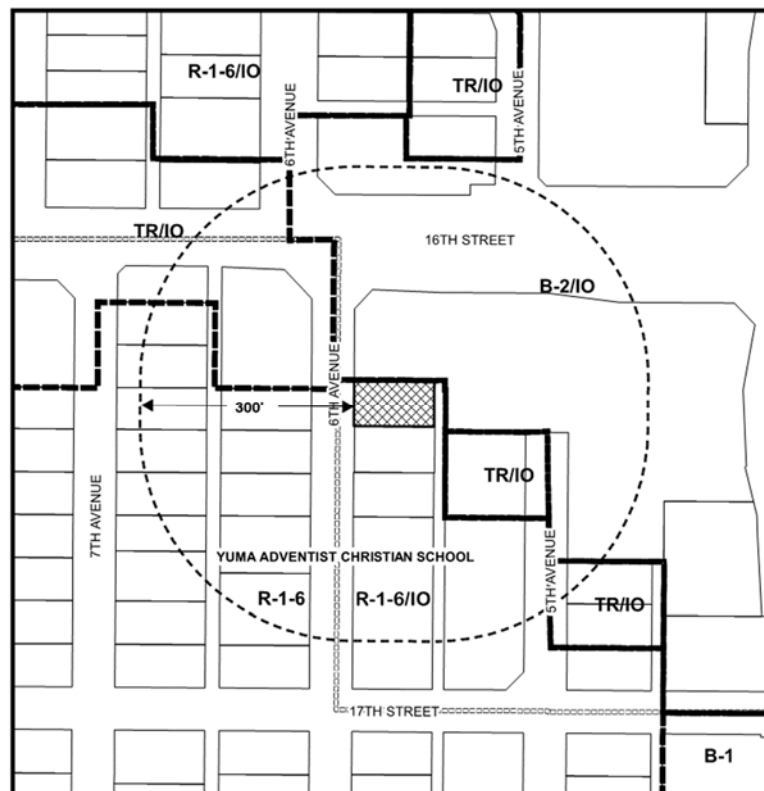 R-1-6/IO
TR/IO
6TH AVENUE
5TH AVENUE
TR/IO
16TH STREET
B-2/IO
6TH AVENUE
300'
TR/IO
7TH AVENUE
YUMA ADVENTIST CHRISTIAN SCHOOL
5TH AVENUE
R-1-6
R-1-6/IO
TR/IO
17TH STREET
B-1